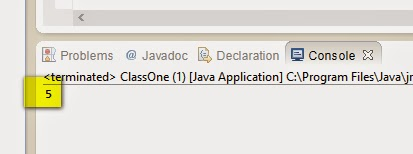 Problems @ Javadoc Declaration Console
<terminated> ClassOne (1) [Java Application] C:\Program Files\Java\jr
5